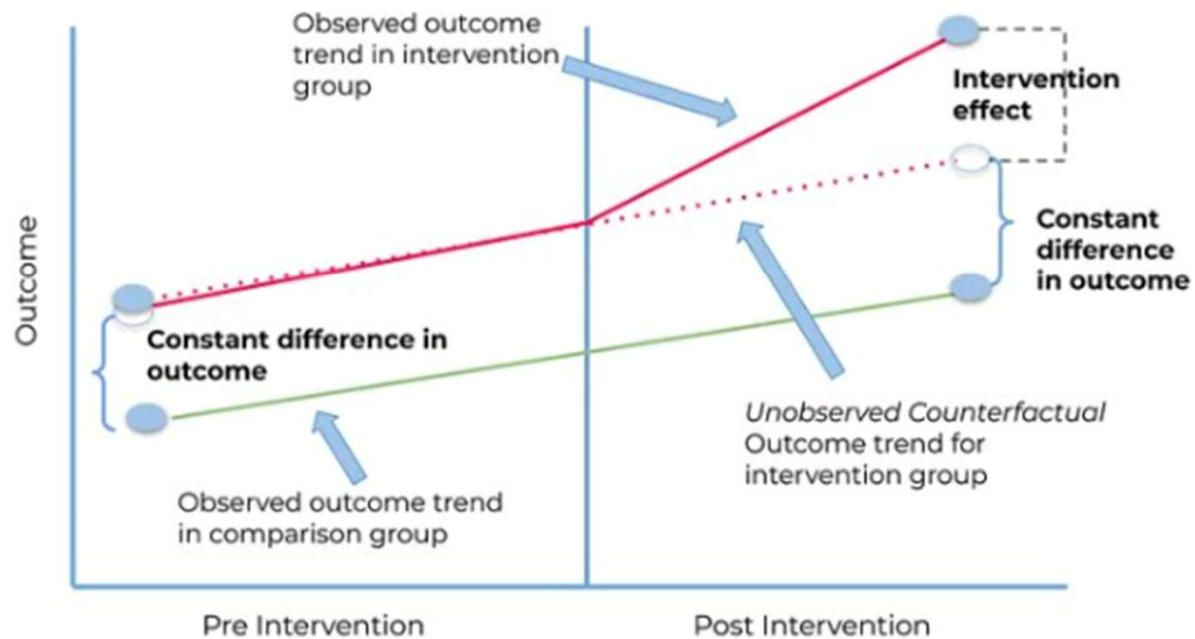 Observed outcome
trend in intervention
group
Intervention
effect
Constant
difference
in outcome
Outcome
Constant difference in
outcome
Unobserved Counterfactual
Outcome trend for
intervention group
Observed outcome trend
in comparison group
Pre Intervention
Post Intervention